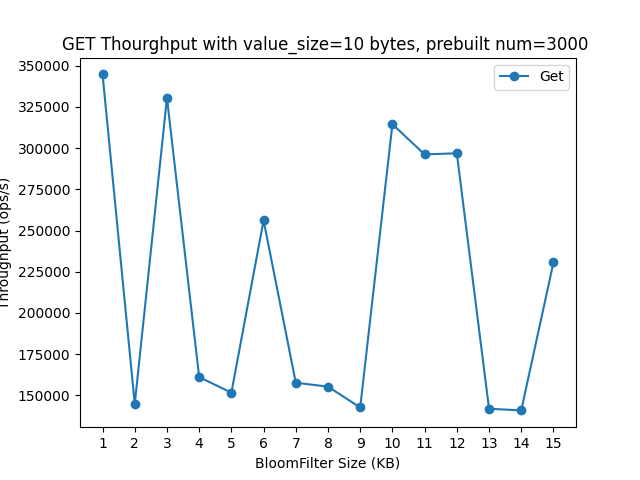 GET Thourghput with value_size=10 bytes, prebuilt num=3000
Get
350000
325000
300000
275000
250000
225000
200000
175000
150000
Throughput (ops/s)
1 2 3 4 5 6 7 8 9 10 11 12 13 14 15
BloomFilter Size (KB)